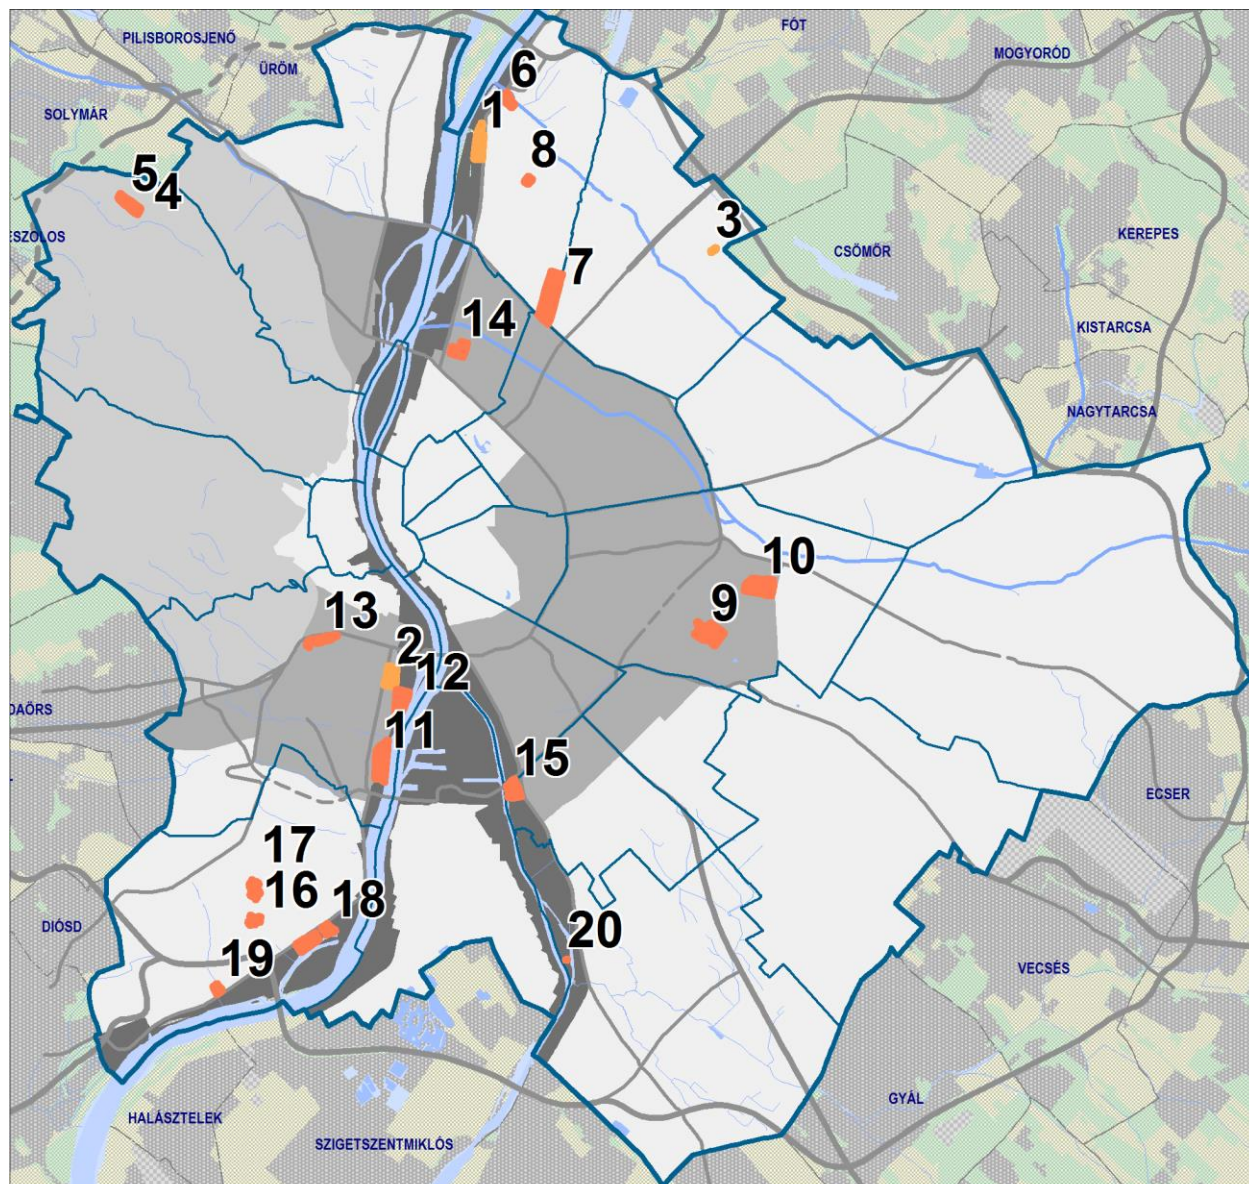 PILISBOROSJENŐ
FÓT
ÜRÖM
MOGYORÓD
6
SOLYMÁR
1
8
5
4
3
KEREPES
ESZOLOS
CSÖMÖR
7
14
KISTARCSA
NAGYTARCSA
10
9
13
2
12
DAÖRS
11
15
ECSER
17
16
18
DIÓSD
20
19
VECSÉS
GYÁL
HALÁSZTELEK
SZIGETSZENTMIKLÓS